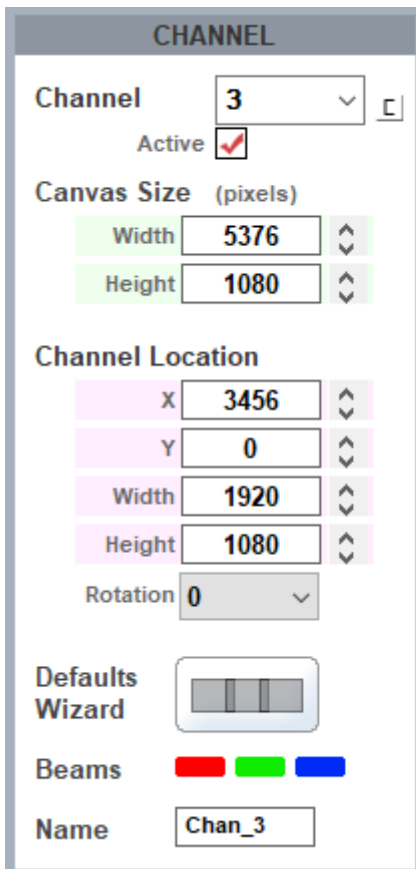 CHANNEL
Channel 3
Active
Canvas Size (pixels)
Width 5376
Height 1080
Channel Location
X 3456
Y 0
Width 1920
Height 1080
Rotation 0
Defaults
Wizard
Beams
Name Chan_3